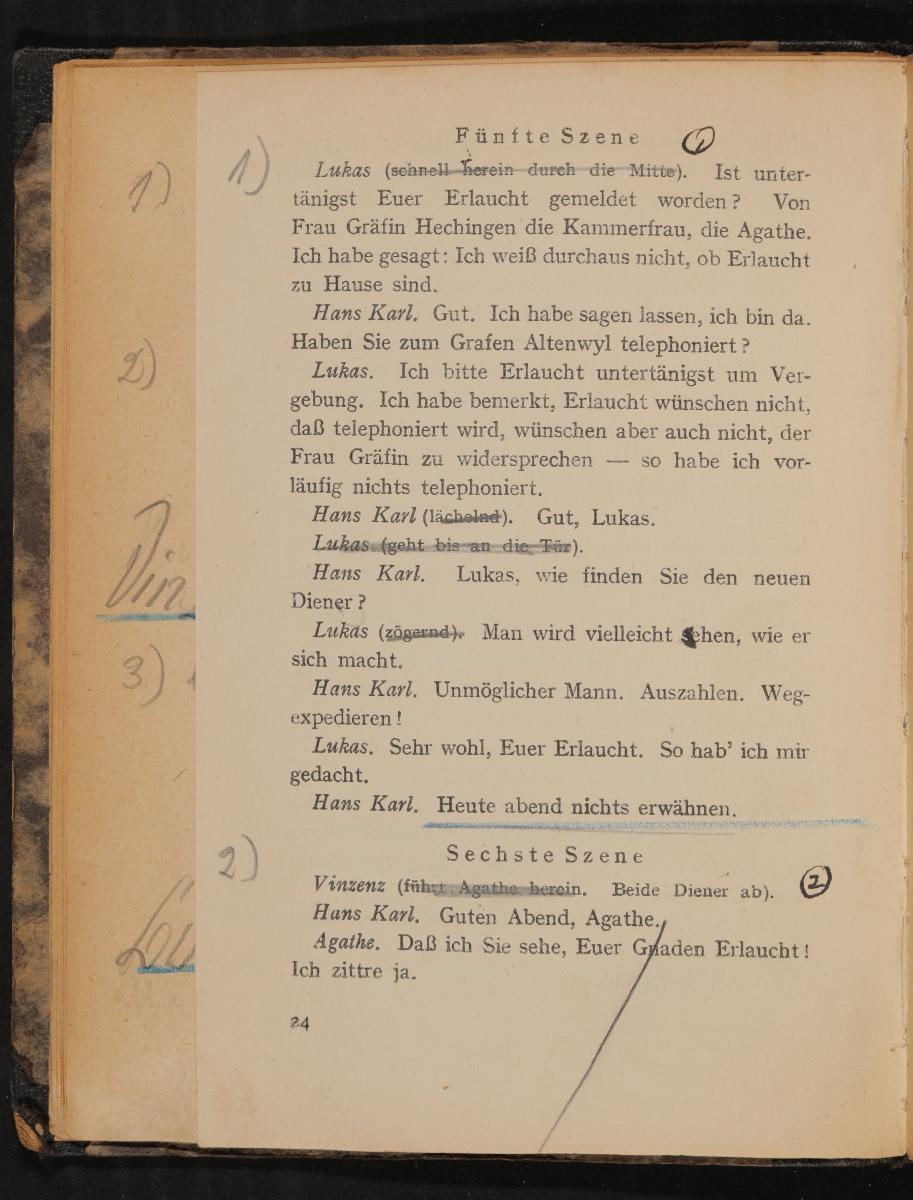 Fünfte Szene 1
1) 1) Lukas (schnell herein durch die Mitte). Ist unter-
tänigst Euer Erlaucht gemeldet worden? Von
Frau Gräfin Hechingen die Kammerfrau, die Agathe.
Ich habe gesagt: Ich weiß durchaus nicht, ob Erlaucht
zu Hause sind.
Hans Karl. Gut. Ich habe sagen lassen, ich bin da.
Haben Sie zum Grafen Altenwyl telephoniert?
2) Lukas. Ich bitte Erlaucht untertänigst um Ver-
gebung. Ich habe bemerkt, Erlaucht wünschen nicht,
daß telephoniert wird, wünschen aber auch nicht, der
Frau Gräfin zu widersprechen — so habe ich vor-
läufig nichts telephoniert.
Hans Karl (lächelnd). Gut, Lukas.
Lukas (geht bis an die Tür).
Hans Karl. Lukas, wie finden Sie den neuen
Vin
Diener?
Lukas (zögernd). Man wird vielleicht sehen, wie er
sich macht.
3)
Hans Karl. Unmöglicher Mann. Auszahlen. Weg-
expedieren!
Lukas. Sehr wohl, Euer Erlaucht. So hab' ich mir
gedacht.
Hans Karl. Heute abend nichts erwähnen.
2) Sechste Szene
Vinzenz (führt Agathe herein. Beide Diener ab). 2
Hans Karl. Guten Abend, Agathe.
Agathe. Daß ich Sie sehe, Euer Gnaden Erlaucht!
Lu
Ich zittre ja.
24